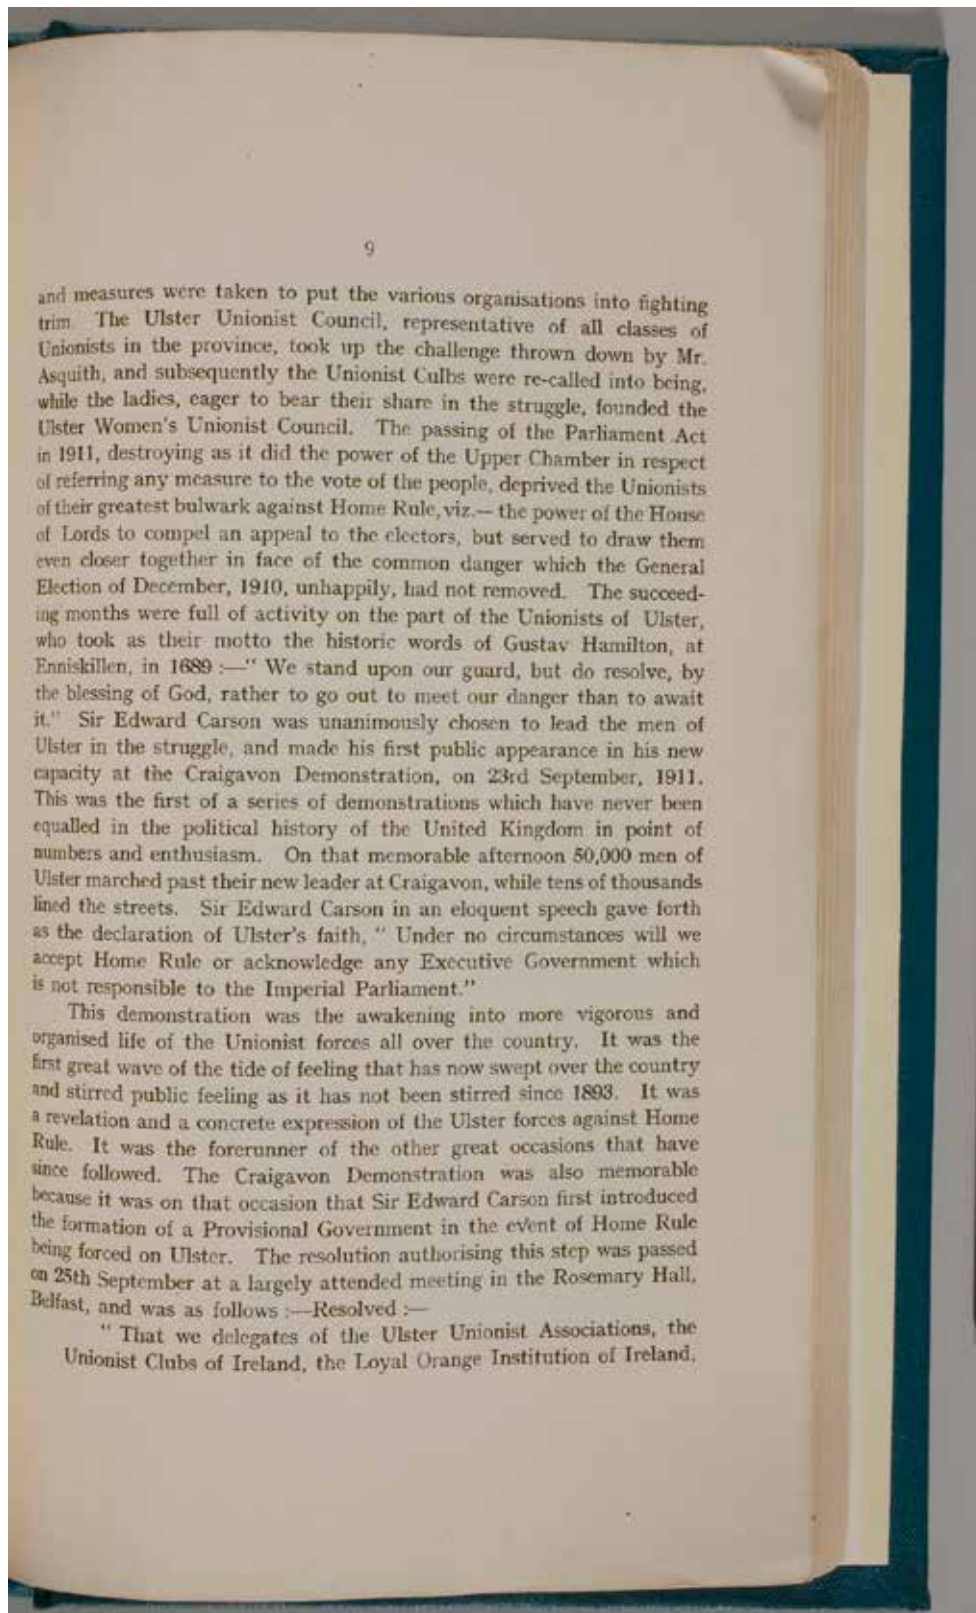 9
and measures were taken to put the various organisations into fighting
trim. The Ulster Unionist Council, representative of all classes of
Unionists in the province, took up the challenge thrown down by Mr.
Asquith, and subsequently the Unionist Culbs were re-called into being,
while the ladies, eager to bear their share in the struggle, founded the
Ulster Women's Unionist Council. The passing of the Parliament Act
in 1911, destroying as it did the power of the Upper Chamber in respect
of referring any measure to the vote of the people, deprived the Unionists
of their greatest bulwark against Home Rule, viz.— the power of the House
of Lords to compel an appeal to the electors, but served to draw them
even closer together in face of the common danger which the General
Election of December, 1910, unhappily, had not removed. The succeed-
ing months were full of activity on the part of the Unionists of Ulster,
who took as their motto the historic words of Gustav Hamilton, at
Enniskillen, in 1689 :—" We stand upon our guard, but do resolve, by
the blessing of God, rather to go out to meet our danger than to await
it." Sir Edward Carson was unanimously chosen to lead the men of
Ulster in the struggle, and made his first public appearance in his new
capacity at the Craigavon Demonstration, on 23rd September, 1911.
This was the first of a series of demonstrations which have never been
equalled in the political history of the United Kingdom in point of
numbers and enthusiasm. On that memorable afternoon 50,000 men of
Ulster marched past their new leader at Craigavon, while tens of thousands
lined the streets. Sir Edward Carson in an eloquent speech gave forth
as the declaration of Ulster's faith, " Under no circumstances will we
accept Home Rule or acknowledge any Executive Government which
is not responsible to the Imperial Parliament."
This demonstration was the awakening into more vigorous and
organised life of the Unionist forces all over the country. It was the
first great wave of the tide of feeling that has now swept over the country
and stirred public feeling as it has not been stirred since 1893. It was
a revelation and a concrete expression of the Ulster forces against Home
Rule. It was the forerunner of the other great occasions that have
since followed. The Craigavon Demonstration was also memorable
because it was on that occasion that Sir Edward Carson first introduced
the formation of a Provisional Government in the event of Home Rule
being forced on Ulster. The resolution authorising this step was passed
on 25th September at a largely attended meeting in the Rosemary Hall,
Belfast, and was as follows :—Resolved :—
" That we delegates of the Ulster Unionist Associations, the
Unionist Clubs of Ireland, the Loyal Orange Institution of Ireland,